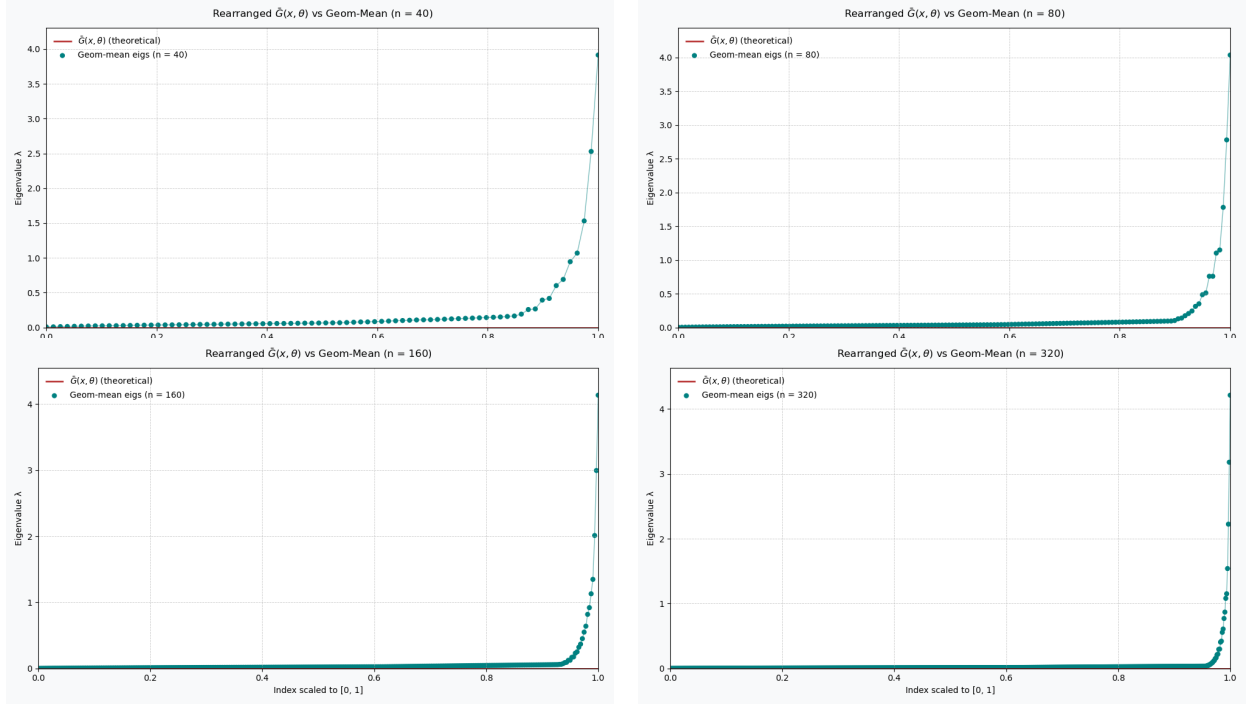 Rearranged G̃(x, θ) vs Geom-Mean (n = 40)
G̃(x, θ) (theoretical)
Geom-mean eigs (n = 40)
Eigenvalue λ
4.0
3.5
3.0
2.5
2.0
1.5
1.0
0.5
0.0
0.0 0.2 0.4 0.6 0.8 1.0
Rearranged G̃(x, θ) vs Geom-Mean (n = 80)
G̃(x, θ) (theoretical)
Geom-mean eigs (n = 80)
Eigenvalue λ
4.0
3.5
3.0
2.5
2.0
1.5
1.0
0.5
0.0
0.0 0.2 0.4 0.6 0.8 1.0
Rearranged G̃(x, θ) vs Geom-Mean (n = 160)
G̃(x, θ) (theoretical)
Geom-mean eigs (n = 160)
Eigenvalue λ
4
3
2
1
0
0.0 0.2 0.4 0.6 0.8 1.0
Index scaled to [0, 1]
Rearranged G̃(x, θ) vs Geom-Mean (n = 320)
G̃(x, θ) (theoretical)
Geom-mean eigs (n = 320)
Eigenvalue λ
4
3
2
1
0
0.0 0.2 0.4 0.6 0.8 1.0
Index scaled to [0, 1]